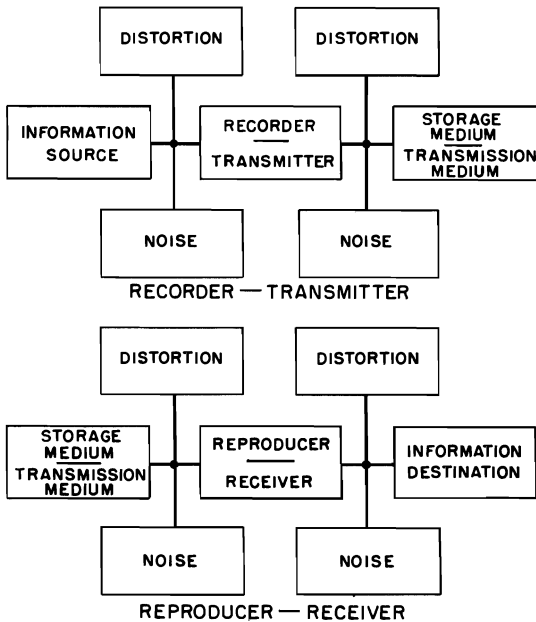 DISTORTION
DISTORTION
INFORMATION
SOURCE
RECORDER
TRANSMITTER
STORAGE
MEDIUM
TRANSMISSION
MEDIUM
NOISE
NOISE
RECORDER — TRANSMITTER
DISTORTION
DISTORTION
STORAGE
MEDIUM
TRANSMISSION
MEDIUM
REPRODUCER
RECEIVER
INFORMATION
DESTINATION
NOISE
NOISE
REPRODUCER — RECEIVER